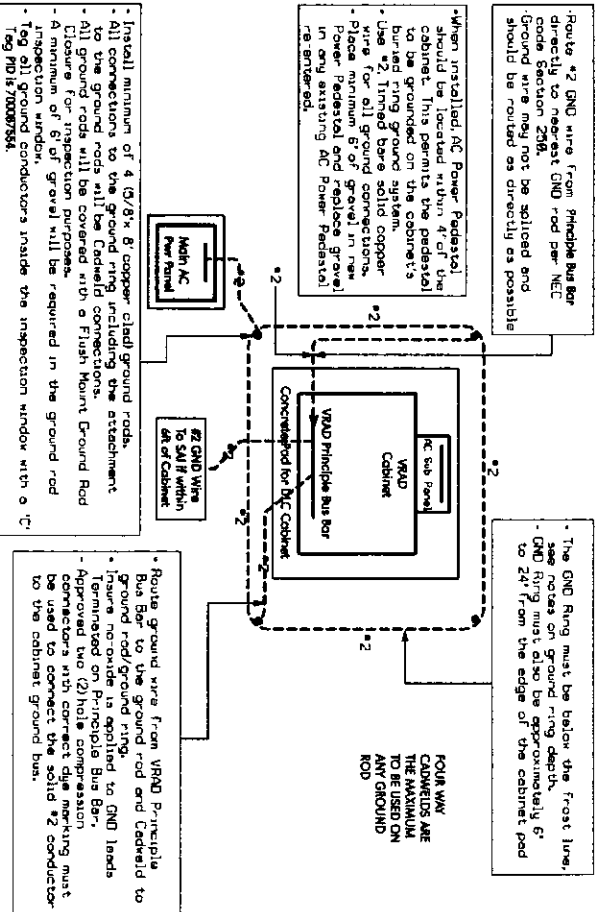 · Route #2 GND wire from Principle Bus Bar
directly to nearest GND rod per NEC
code Section 250.
· Ground wire may not be spliced and
should be routed as directly as possible
· When installed, AC Power Pedestal
should be located within 4' of the
cabinet. This permits the pedestal
to be grounded on the cabinet's
buried ring ground system.
· Use #2, Tinned bare solid copper
wire for all ground connections.
· Place minimum 6' of gravel in new
Power Pedestal and replace gravel
in any existing AC Power Pedestal
re-entered.
· Install minimum of 4 (5/8'x 8' copper clad) ground rods.
· All connections to the ground ring including the attachment
to the ground rods will be Cadweld connections.
· All ground rods will be covered with a Flush Mount Ground Rod
Closure for inspection purposes.
· A minimum of 6' of gravel will be required in the ground rod
inspection window.
· Tag all ground conductors inside the inspection window with a 'C'
Tag PID is 700087554.
Main AC
Pwr Panel
#2
#2
#2
#2
#2
#2
#2
#2
#2
AC Sub Panel
VRAD
Cabinet
VRAD Principle Bus Bar
Concrete Pad for DLC Cabinet
#2 GND Wire
To SAI if within
6ft of Cabinet
· The GND Ring must be below the frost line,
see notes on ground ring depth.
· GND Ring must also be approximately 6'
to 24' from the edge of the cabinet pad
FOUR WAY
CADWELDS ARE
THE MAXIMUM
TO BE USED ON
ANY GROUND
ROD
· Route ground wire from VRAD Principle
Bus Bar to the ground rod and Cadweld to
ground rod/ground ring.
· Insure no-oxide is applied to GND leads
Terminated on Principle Bus Bar.
· Approved two (2) hole compression
connectors with correct dye marking must
be used to connect the solid #2 conductor
to the cabinet ground bus.